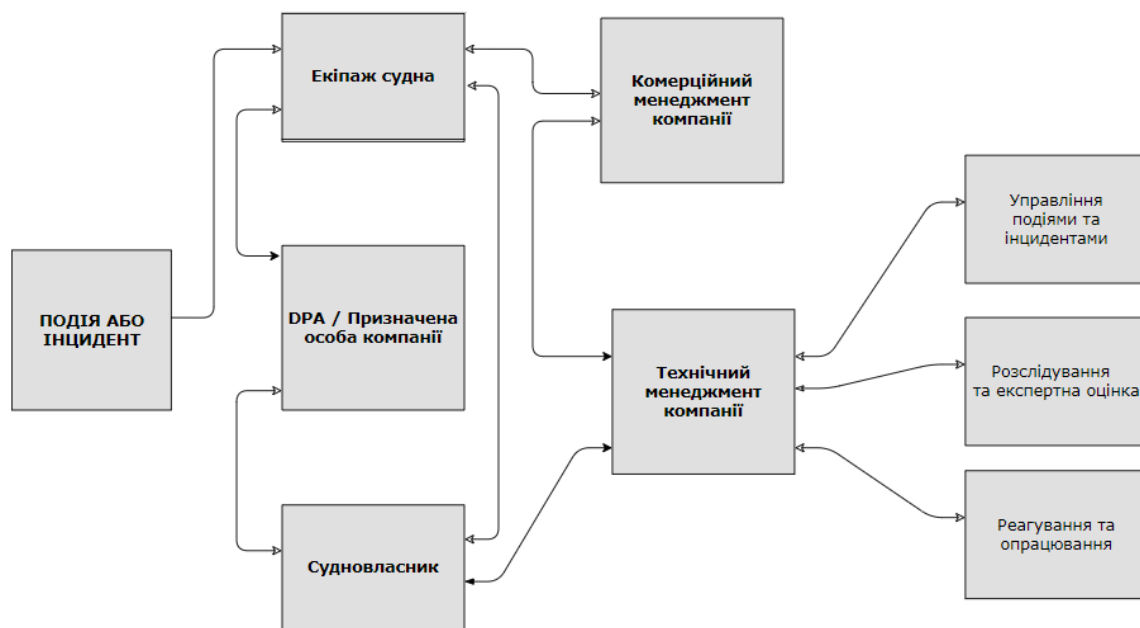 Екіпаж судна
Комерційний
менеджмент
компанії
Управління
подіями та
інцидентами
ПОДІЯ АБО
ІНЦИДЕНТ
DPA / Призначена
особа компанії
Технічний
менеджмент
компанії
Розслідування
та експертна оцінка
Судновласник
Реагування та
опрацювання